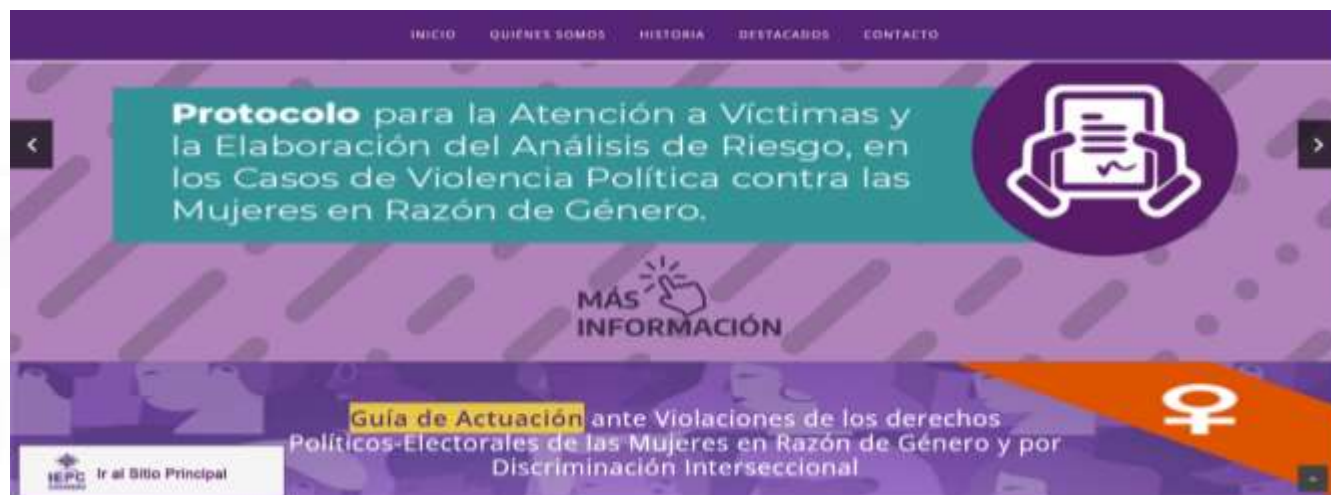 INICIO QUIÉNES SOMOS HISTORIA DESTACADOS CONTACTO
Protocolo para la Atención a Víctimas y
la Elaboración del Análisis de Riesgo, en
los Casos de Violencia Política contra las
Mujeres en Razón de Género.
MÁS
INFORMACIÓN
Guía de Actuación ante Violaciones de los derechos
Políticos-Electorales de las Mujeres en Razón de Género y por
Discriminación Interseccional
IEPC
Ir al Sitio Principal